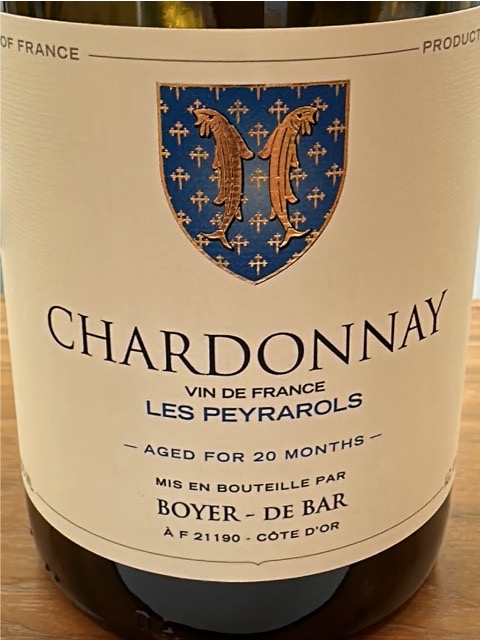 OF FRANCE
PRODUCT
CHARDONNAY
VIN DE FRANCE
LES PEYRAROLS
— AGED FOR 20 MONTHS —
MIS EN BOUTEILLE PAR
BOYER - DE BAR
À F 21190 - CÔTE D'OR